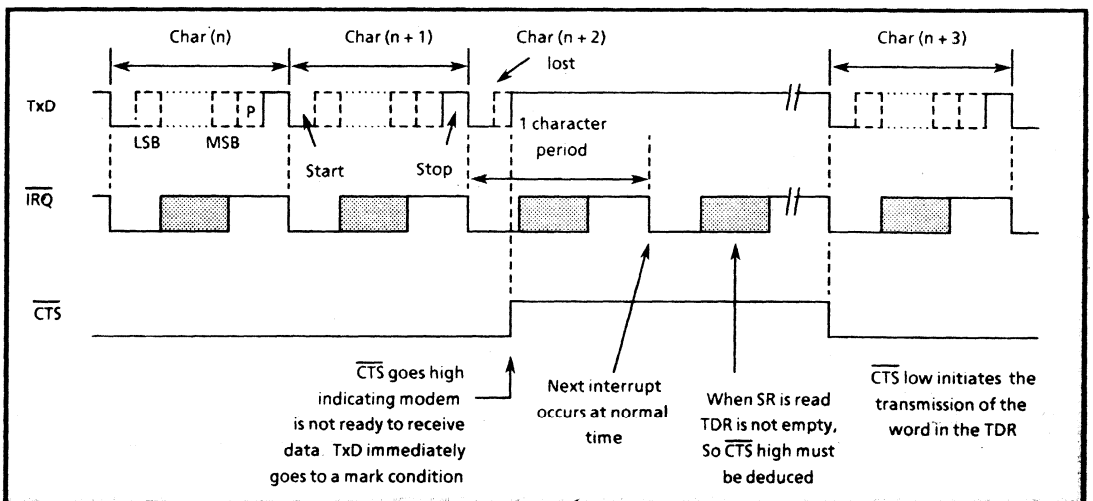 Char (n)
Char (n + 1)
Char (n + 2)
lost
Char (n + 3)
TxD
P
LSB
MSB
Start
Stop
1 character
period
IRQ
CTS
CTS goes high
indicating modem
is not ready to receive
data. TxD immediately
goes to a mark condition
Next interrupt
occurs at normal
time
When SR is read
TDR is not empty,
So CTS high must
be deduced
CTS low initiates the
transmission of the
word in the TDR